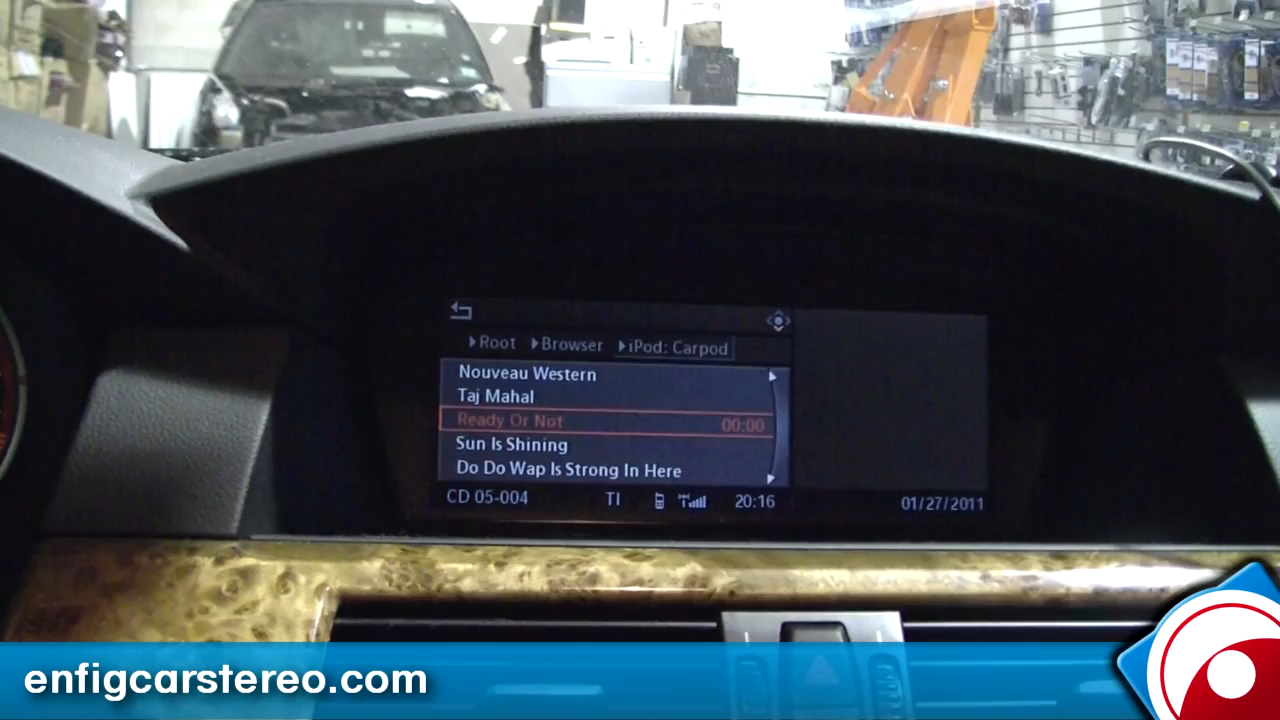 Root Browser iPod: Carpod
Nouveau Western
Taj Mahal
Ready Or Not 00:00
Sun Is Shining
Do Do Wap Is Strong In Here
CD 05-004 TI 20:16 01/27/2011
enfigcarstereo.com